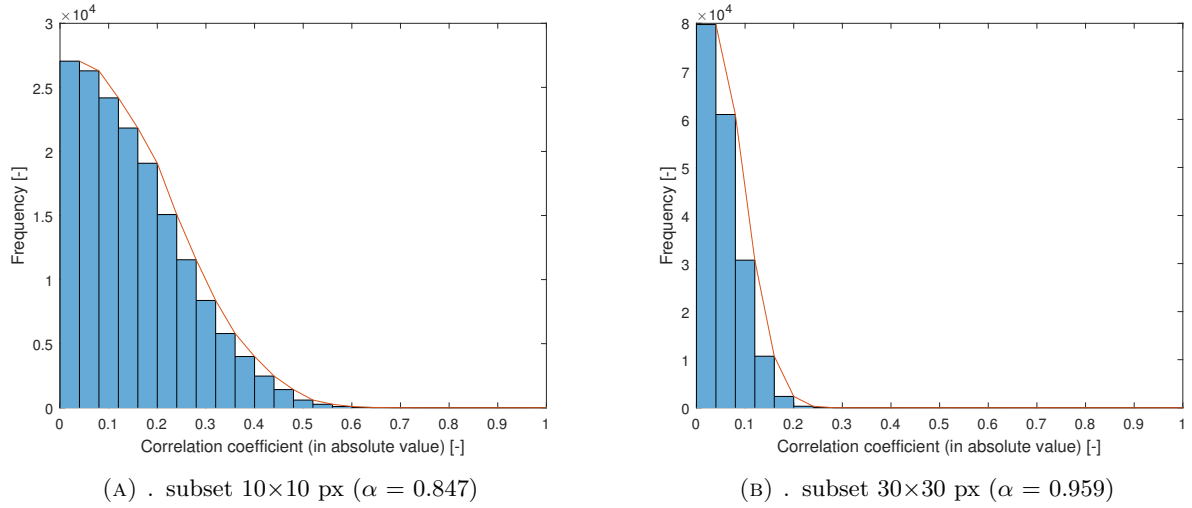 ×10⁴
3
2.5
2
1.5
1
0.5
0
Frequency [-]
0 0.1 0.2 0.3 0.4 0.5 0.6 0.7 0.8 0.9 1
Correlation coefficient (in absolute value) [-]
(A) . subset 10×10 px (α = 0.847)
×10⁴
8
7
6
5
4
3
2
1
0
Frequency [-]
0 0.1 0.2 0.3 0.4 0.5 0.6 0.7 0.8 0.9 1
Correlation coefficient (in absolute value) [-]
(B) . subset 30×30 px (α = 0.959)